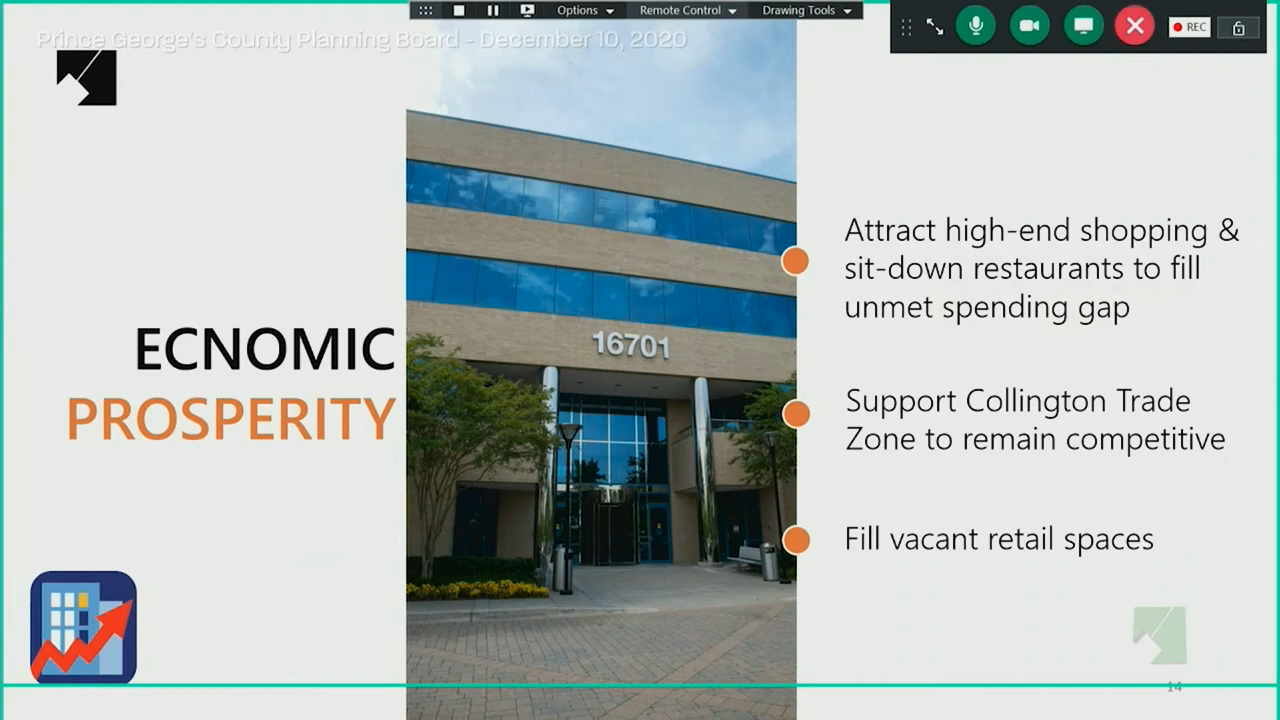 Options
Remote Control
Drawing Tools
REC
Prince George's County Planning Board - December 10, 2020
ECNOMIC
PROSPERITY
16701
Attract high-end shopping &
sit-down restaurants to fill
unmet spending gap
Support Collington Trade
Zone to remain competitive
Fill vacant retail spaces
14